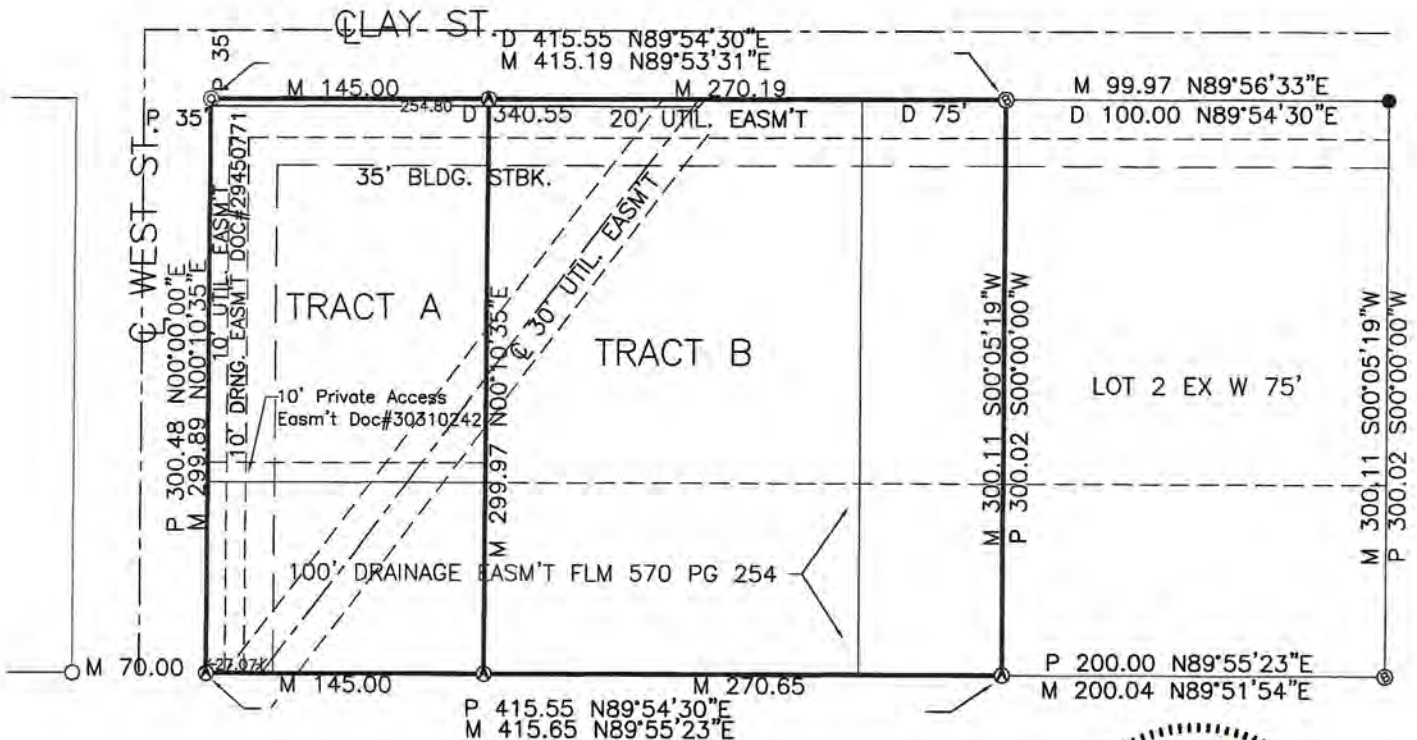 ℄ CLAY ST.
D 415.55 N89°54'30"E
M 415.19 N89°53'31"E
P 35'
M 145.00
M 270.19
M 99.97 N89°56'33"E
P 35'
254.80
D 340.55
20' UTIL. EASM'T
D 75'
D 100.00 N89°54'30"E
35' BLDG. STBK.
℄ WEST ST.
P 300.48 N00°00'00"E
M 299.89 N00°10'35"E
10' UTIL. EASM'T
10' DRNG. EASM'T DOC#29450771
TRACT A
10' Private Access
Easm't Doc#30310242
M 299.97 N00°10'35"E
℄ 30' UTIL. EASM'T
TRACT B
M 300.11 S00°05'19"W
P 300.02 S00°00'00"W
LOT 2 EX W 75'
M 300.11 S00°05'19"W
P 300.02 S00°00'00"W
100' DRAINAGE EASM'T FLM 570 PG 254
M 70.00
27.07
M 145.00
M 270.65
P 200.00 N89°55'23"E
M 200.04 N89°51'54"E
P 415.55 N89°54'30"E
M 415.65 N89°55'23"E
A
B
A
A
A
B